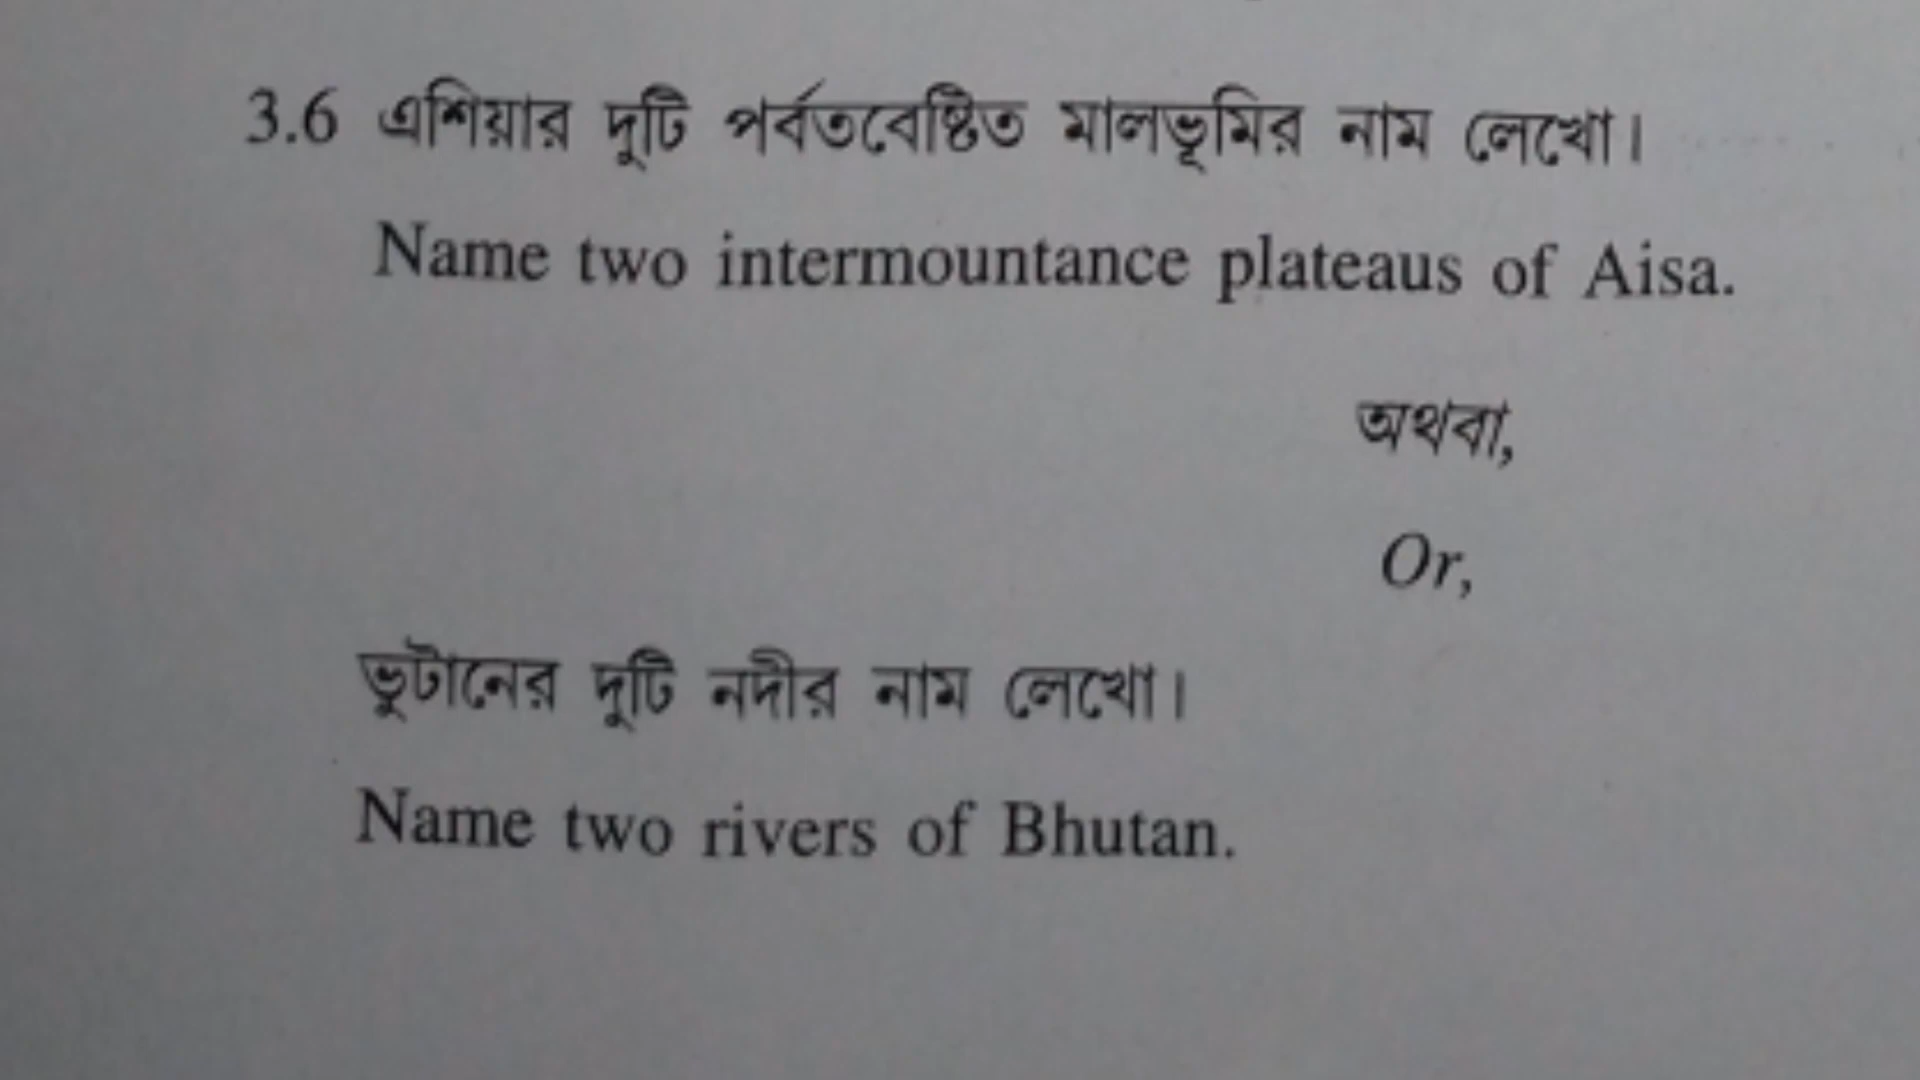 3.6 এশিয়ার দুটি পর্বতবেষ্টিত মালভূমির নাম লেখো।
Name two intermountance plateaus of Aisa.
অথবা,
Or,
ভুটানের দুটি নদীর নাম লেখো।
Name two rivers of Bhutan.